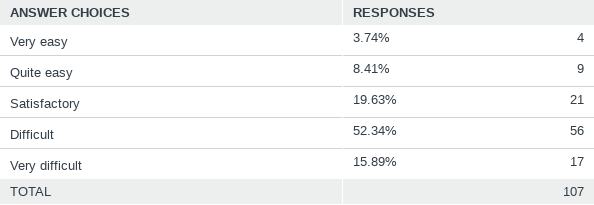 ANSWER CHOICES RESPONSES
Very easy 3.74% 4
Quite easy 8.41% 9
Satisfactory 19.63% 21
Difficult 52.34% 56
Very difficult 15.89% 17
TOTAL 107